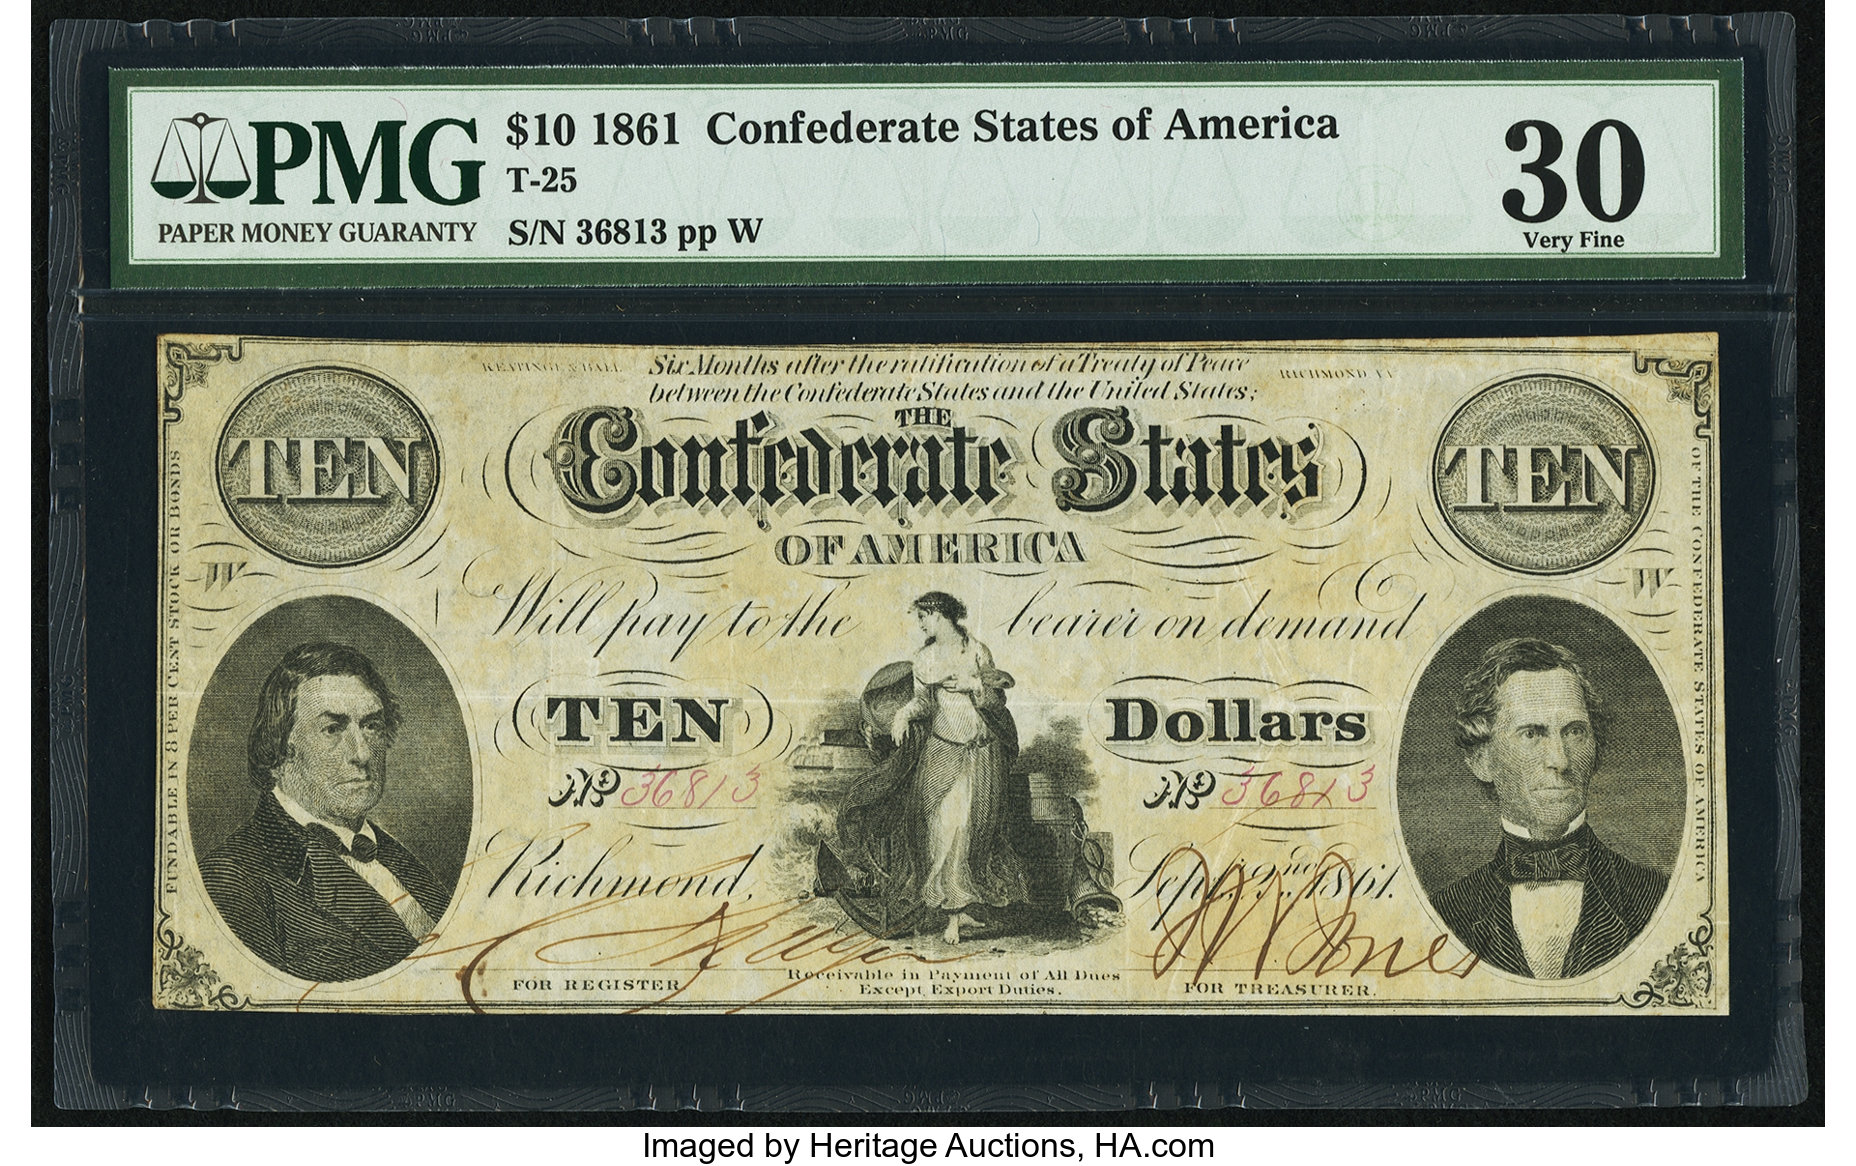 PMG
PAPER MONEY GUARANTY
$10 1861 Confederate States of America
T-25
S/N 36813 pp W
30
Very Fine
KEATINGE & BALL
Six Months after the ratification of a Treaty of Peace
RICHMOND VA
between the Confederate States and the United States;
TEN
THE
Confederate States
TEN
OF AMERICA
W
W
Will pay to the bearer on demand
TEN Dollars
No 36813
No 36813
Richmond, Sept. 2nd 1861.
FUNDABLE IN 8 PER CENT STOCK OR BONDS
OF THE CONFEDERATE STATES OF AMERICA
Jones
FOR REGISTER
Receivable in Payment of All Dues
Except Export Duties.
FOR TREASURER.
Imaged by Heritage Auctions, HA.com